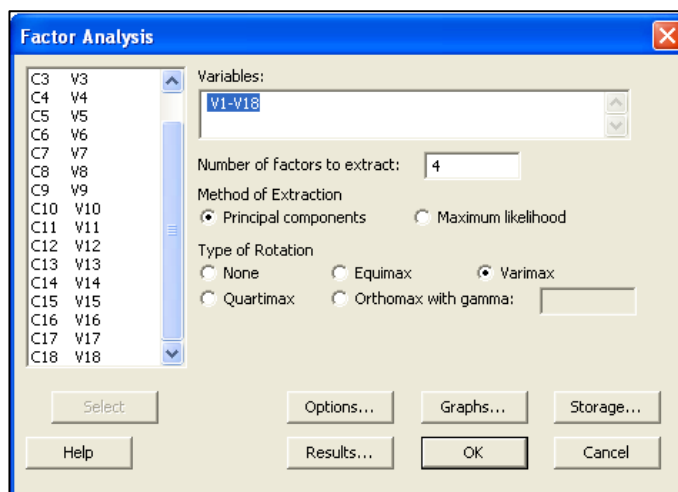 Factor Analysis
C3 V3
C4 V4
C5 V5
C6 V6
C7 V7
C8 V8
C9 V9
C10 V10
C11 V11
C12 V12
C13 V13
C14 V14
C15 V15
C16 V16
C17 V17
C18 V18
Variables:
V1-V18
Number of factors to extract: 4
Method of Extraction
Principal components Maximum likelihood
Type of Rotation
None Equimax Varimax
Quartimax Orthomax with gamma:
Select Options... Graphs... Storage...
Help Results... OK Cancel